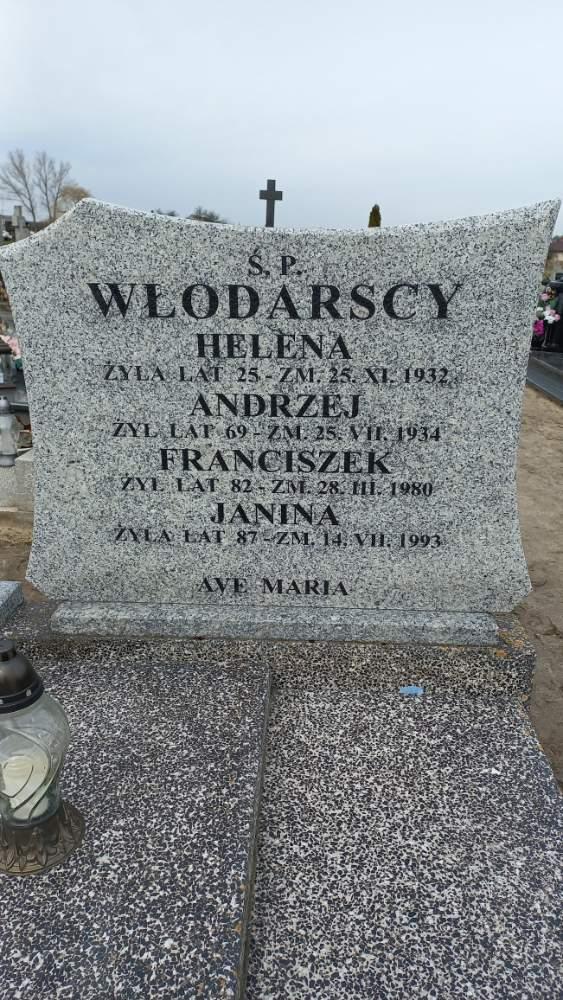 Ś. P.
WŁODARSCY
HELENA
ŻYŁA LAT 25 - ZM. 25. XI. 1932
ANDRZEJ
ŻYŁ LAT 69 - ZM. 25. VII. 1934
FRANCISZEK
ŻYŁ LAT 82 - ZM. 28. III. 1980
JANINA
ŻYŁA LAT 87 - ZM. 14. VII. 1993
AVE MARIA